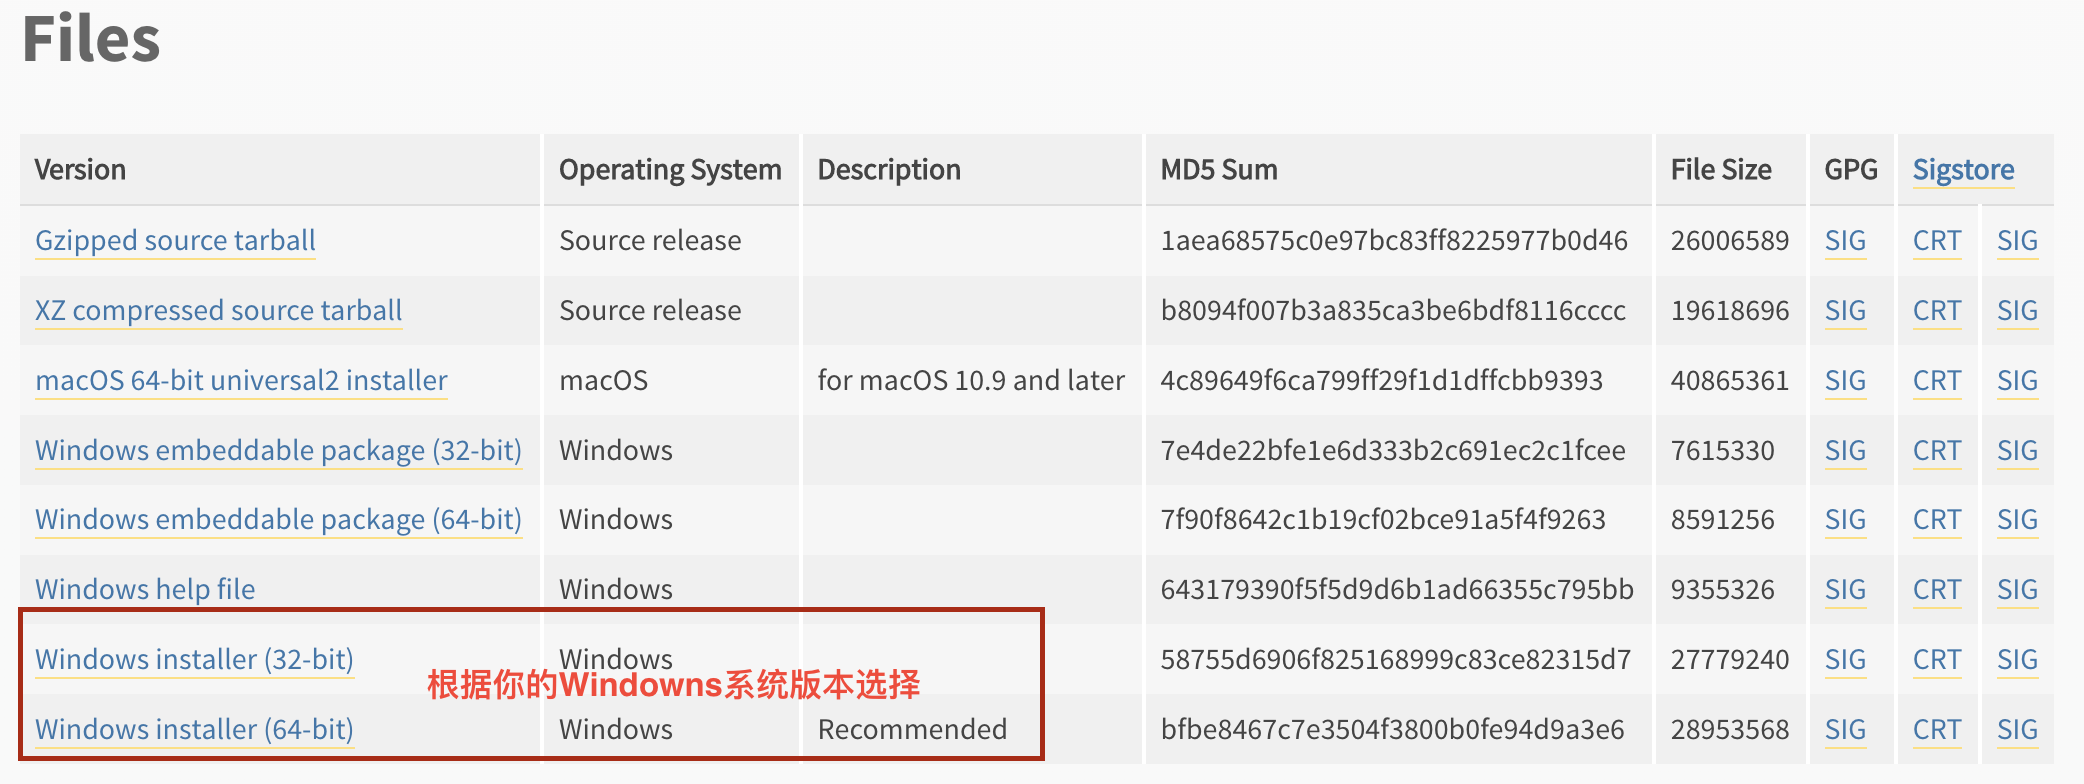 Files
Version Operating System Description MD5 Sum File Size GPG Sigstore
Gzipped source tarball Source release 1aea68575c0e97bc83ff8225977b0d46 26006589 SIG CRT SIG
XZ compressed source tarball Source release b8094f007b3a835ca3be6bdf8116cccc 19618696 SIG CRT SIG
macOS 64-bit universal2 installer macOS for macOS 10.9 and later 4c89649f6ca799ff29f1d1dffcbb9393 40865361 SIG CRT SIG
Windows embeddable package (32-bit) Windows 7e4de22bfe1e6d333b2c691ec2c1fcee 7615330 SIG CRT SIG
Windows embeddable package (64-bit) Windows 7f90f8642c1b19cf02bce91a5f4f9263 8591256 SIG CRT SIG
Windows help file Windows 643179390f5f5d9d6b1ad66355c795bb 9355326 SIG CRT SIG
Windows installer (32-bit) Windows 58755d6906f825168999c83ce82315d7 27779240 SIG CRT SIG
根据你的Windowns系统版本选择
Windows installer (64-bit) Windows Recommended bfbe8467c7e3504f3800b0fe94d9a3e6 28953568 SIG CRT SIG